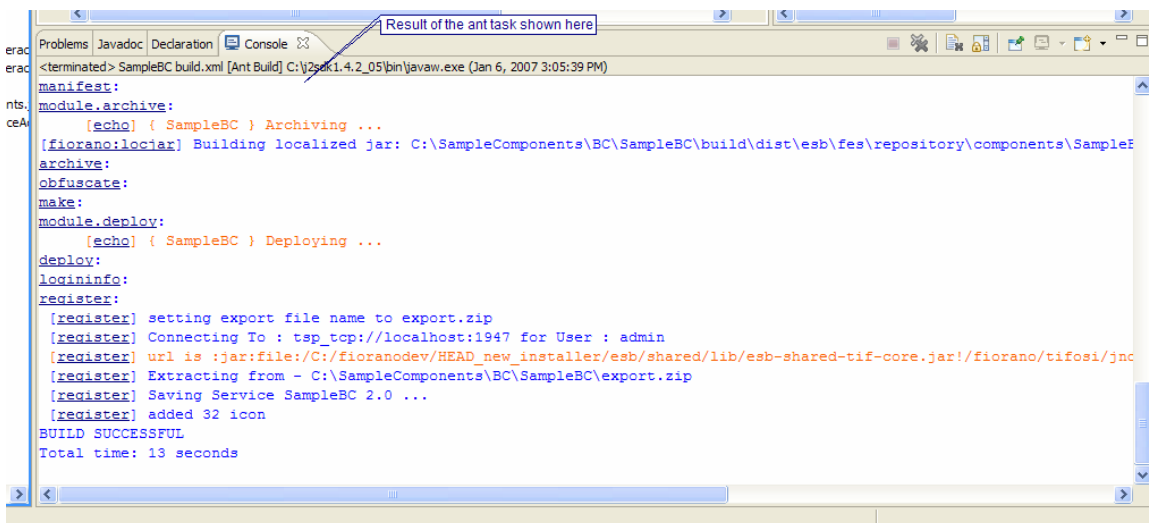 Result of the ant task shown here
Problems Javadoc Declaration Console
<terminated> SampleBC build.xml [Ant Build] C:\j2sdk1.4.2_05\bin\javaw.exe (Jan 6, 2007 3:05:39 PM)
erac
erac
nts.
ceA
manifest:
module.archive:
[echo] { SampleBC } Archiving ...
[fiorano:locjar] Building localized jar: C:\SampleComponents\BC\SampleBC\build\dist\esb\fes\repository\components\Sample
archive:
obfuscate:
make:
module.deploy:
[echo] { SampleBC } Deploying ...
deploy:
logininfo:
register:
[register] setting export file name to export.zip
[register] Connecting To : tsp_tcp://localhost:1947 for User : admin
[register] url is :jar:file:/C:/fioranodev/HEAD_new_installer/esb/shared/lib/esb-shared-tif-core.jar!/fiorano/tifosi/jn
[register] Extracting from - C:\SampleComponents\BC\SampleBC\export.zip
[register] Saving Service SampleBC 2.0 ...
[register] added 32 icon
BUILD SUCCESSFUL
Total time: 13 seconds